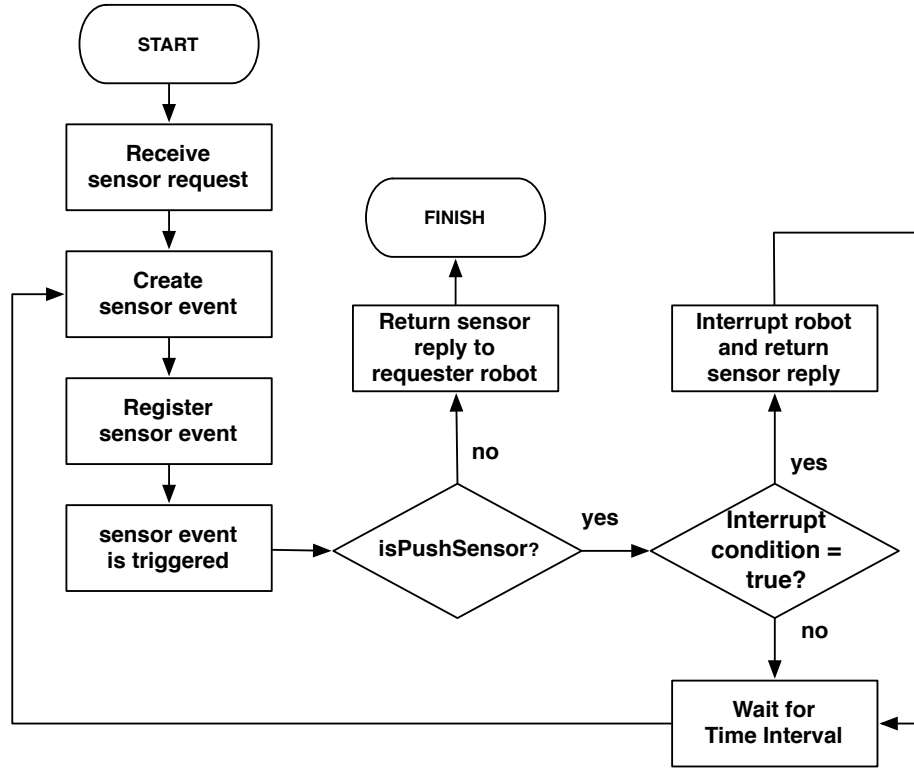 START
Receive
sensor request
Create
sensor event
Register
sensor event
sensor event
is triggered
FINISH
Return sensor
reply to
requester robot
no
isPushSensor?
yes
Interrupt robot
and return
sensor reply
yes
Interrupt
condition =
true?
no
Wait for
Time Interval